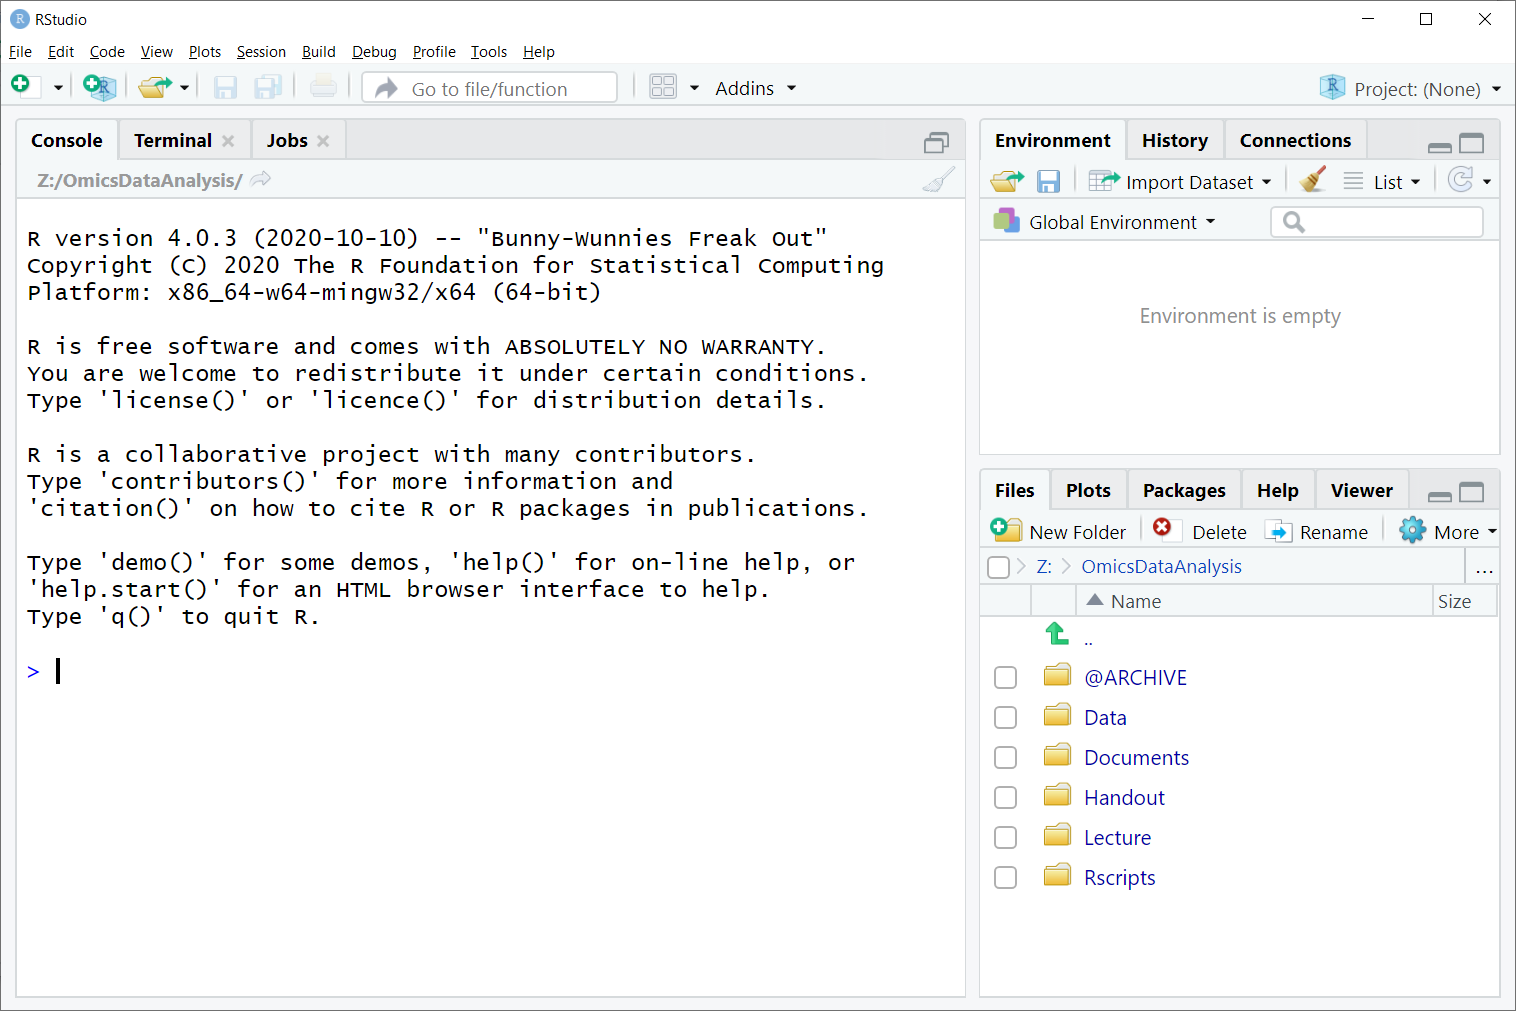 RStudio
File Edit Code View Plots Session Build Debug Profile Tools Help
Go to file/function Addins Project: (None)
Console Terminal Jobs
Z:/OmicsDataAnalysis/
R version 4.0.3 (2020-10-10) -- "Bunny-Wunnies Freak Out"
Copyright (C) 2020 The R Foundation for Statistical Computing
Platform: x86_64-w64-mingw32/x64 (64-bit)
R is free software and comes with ABSOLUTELY NO WARRANTY.
You are welcome to redistribute it under certain conditions.
Type 'license()' or 'licence()' for distribution details.
R is a collaborative project with many contributors.
Type 'contributors()' for more information and
'citation()' on how to cite R or R packages in publications.
Type 'demo()' for some demos, 'help()' for on-line help, or
'help.start()' for an HTML browser interface to help.
Type 'q()' to quit R.
>
Environment History Connections
Import Dataset List
Global Environment
Environment is empty
Files Plots Packages Help Viewer
New Folder Delete Rename More
Z: OmicsDataAnalysis ...
Name Size
..
@ARCHIVE
Data
Documents
Handout
Lecture
Rscripts